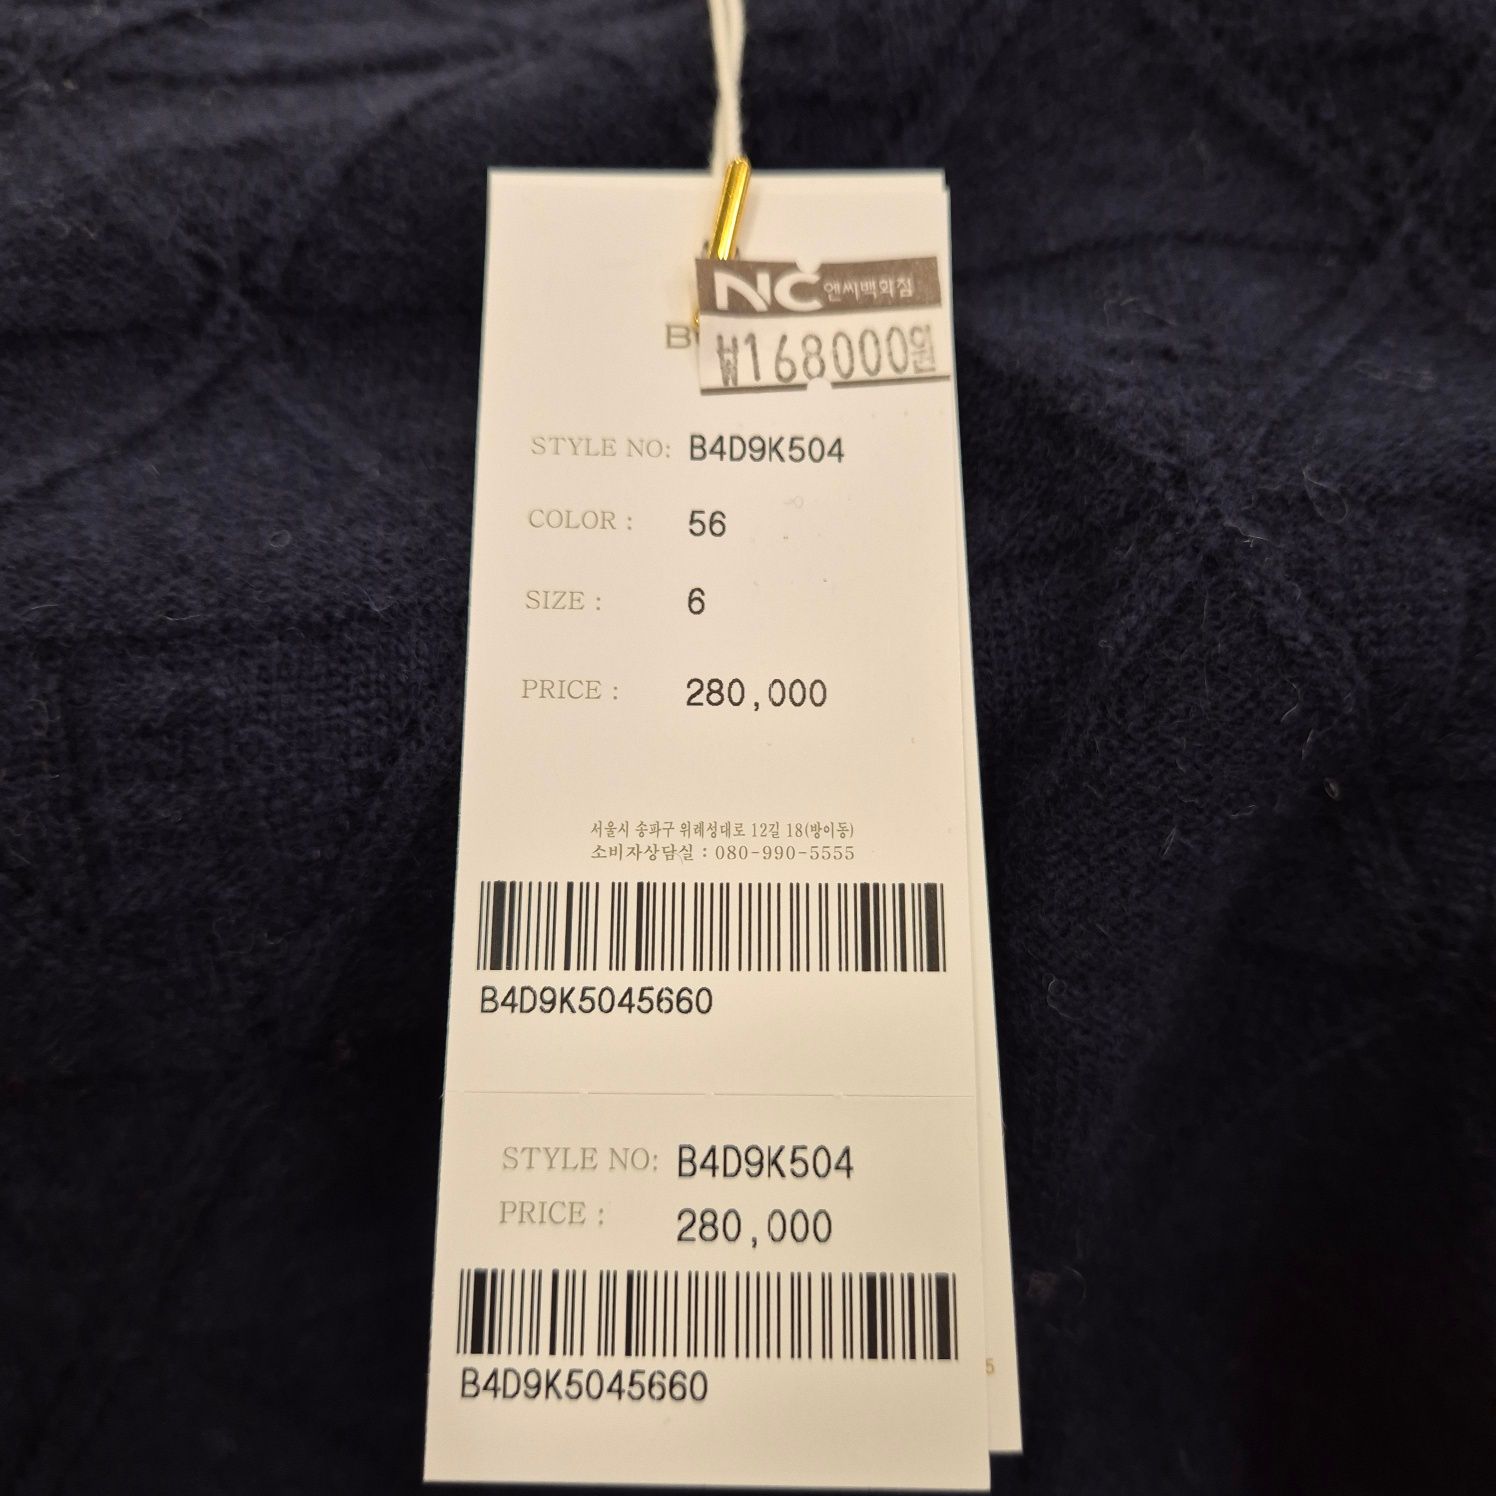 NC 엔씨백화점
₩168000원
STYLE NO: B4D9K504
COLOR : 56
SIZE : 6
PRICE : 280,000
서울시 송파구 위례성대로 12길 18(방이동)
소비자상담실 : 080-990-5555
B4D9K5045660
STYLE NO: B4D9K504
PRICE : 280,000
5
B4D9K5045660